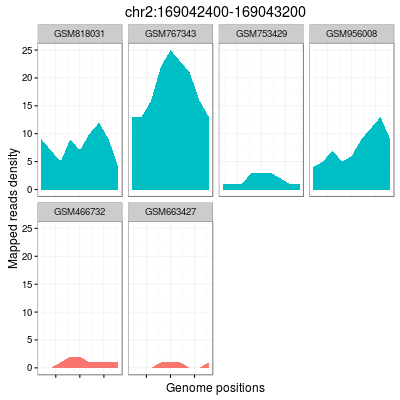 chr2:169042400-169043200
GSM818031 GSM767343 GSM753429 GSM956008
25
20
15
10
5
0
GSM466732 GSM663427
25
20
15
10
5
0
Mapped reads density
Genome positions